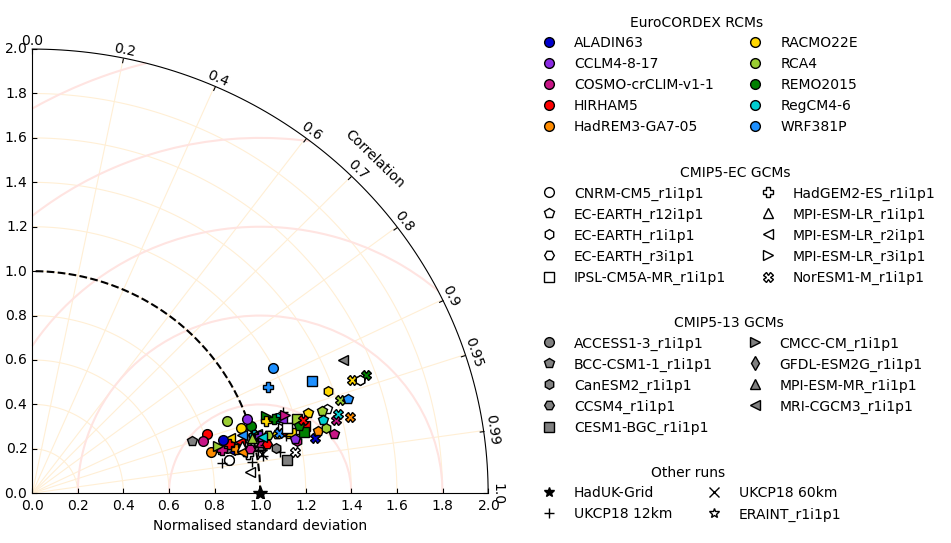 0.0
0.2
0.4
0.6
0.7
0.8
0.9
0.95
0.99
1.0
Correlation
2.0
1.8
1.6
1.4
1.2
1.0
0.8
0.6
0.4
0.2
0.0
0.0 0.2 0.4 0.6 0.8 1.0 1.2 1.4 1.6 1.8 2.0
Normalised standard deviation
EuroCORDEX RCMs
ALADIN63
CCLM4-8-17
COSMO-crCLIM-v1-1
HIRHAM5
HadREM3-GA7-05
RACMO22E
RCA4
REMO2015
RegCM4-6
WRF381P
CMIP5-EC GCMs
CNRM-CM5_r1i1p1
EC-EARTH_r12i1p1
EC-EARTH_r1i1p1
EC-EARTH_r3i1p1
IPSL-CM5A-MR_r1i1p1
HadGEM2-ES_r1i1p1
MPI-ESM-LR_r1i1p1
MPI-ESM-LR_r2i1p1
MPI-ESM-LR_r3i1p1
NorESM1-M_r1i1p1
CMIP5-13 GCMs
ACCESS1-3_r1i1p1
BCC-CSM1-1_r1i1p1
CanESM2_r1i1p1
CCSM4_r1i1p1
CESM1-BGC_r1i1p1
CMCC-CM_r1i1p1
GFDL-ESM2G_r1i1p1
MPI-ESM-MR_r1i1p1
MRI-CGCM3_r1i1p1
Other runs
HadUK-Grid
UKCP18 12km
UKCP18 60km
ERAINT_r1i1p1